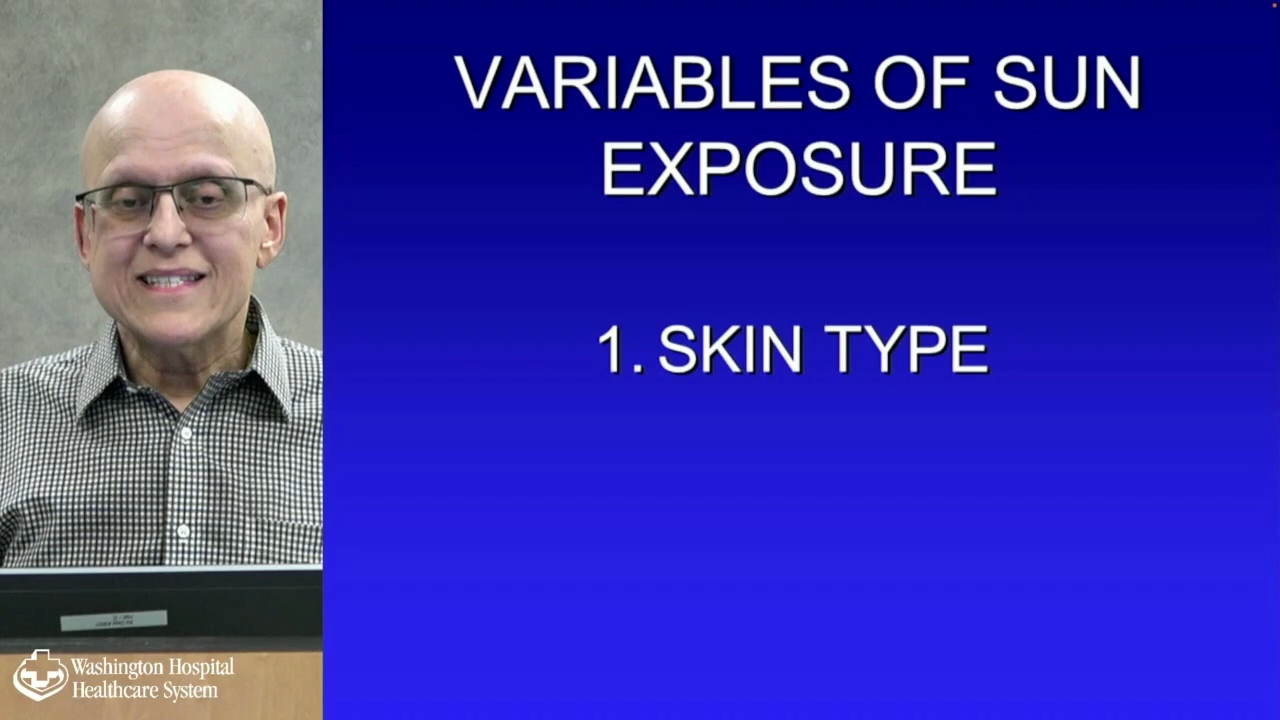 VARIABLES OF SUN
EXPOSURE
1. SKIN TYPE
Washington Hospital
Healthcare System